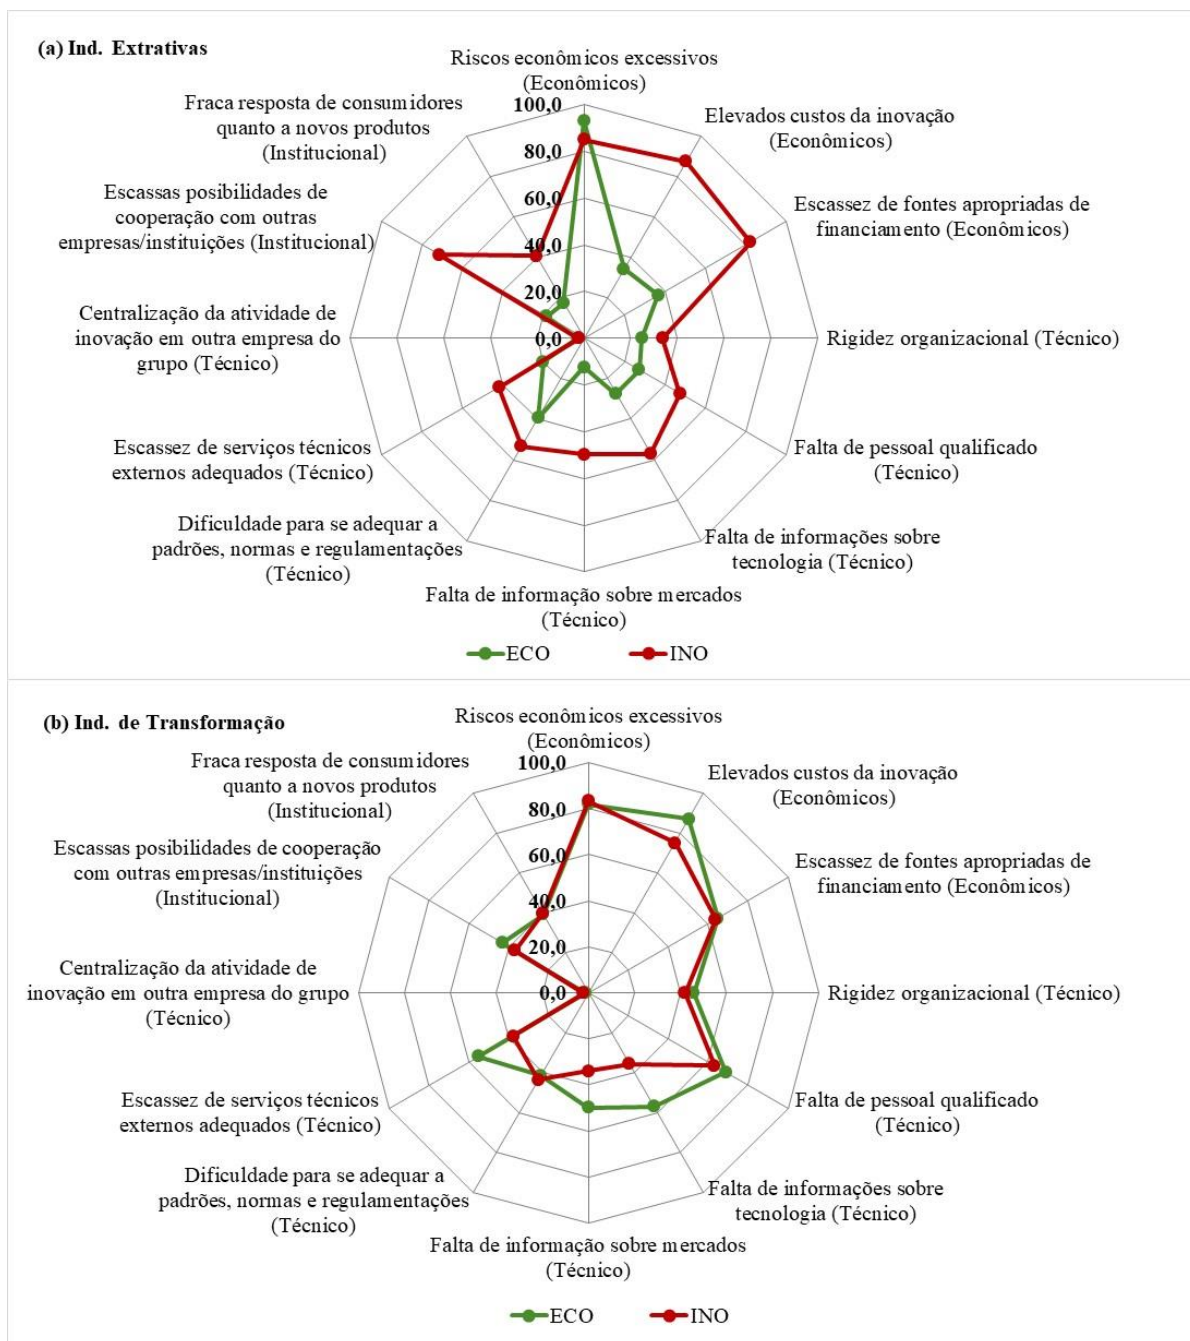 (a) Ind. Extrativas
Riscos econômicos excessivos
(Econômicos)
Elevados custos da inovação
(Econômicos)
Escassez de fontes apropriadas de
financiamento (Econômicos)
Rigidez organizacional (Técnico)
Falta de pessoal qualificado
(Técnico)
Falta de informações sobre
tecnologia (Técnico)
Falta de informação sobre mercados
(Técnico)
Dificuldade para se adequar a
padrões, normas e regulamentações
(Técnico)
Escassez de serviços técnicos
externos adequados (Técnico)
Centralização da atividade de
inovação em outra empresa do
grupo (Técnico)
Escassas posibilidades de
cooperação com outras
empresas/instituições (Institucional)
Fraca resposta de consumidores
quanto a novos produtos
(Institucional)
100,0
80,0
60,0
40,0
20,0
0,0
ECO
INO
(b) Ind. de Transformação
Riscos econômicos excessivos
(Econômicos)
Elevados custos da inovação
(Econômicos)
Escassez de fontes apropriadas de
financiamento (Econômicos)
Rigidez organizacional (Técnico)
Falta de pessoal qualificado
(Técnico)
Falta de informações sobre
tecnologia (Técnico)
Falta de informação sobre mercados
(Técnico)
Dificuldade para se adequar a
padrões, normas e regulamentações
(Técnico)
Escassez de serviços técnicos
externos adequados (Técnico)
Centralização da atividade de
inovação em outra empresa do grupo
(Técnico)
Escassas posibilidades de cooperação
com outras empresas/instituições
(Institucional)
Fraca resposta de consumidores
quanto a novos produtos
(Institucional)
100,0
80,0
60,0
40,0
20,0
0,0
ECO
INO